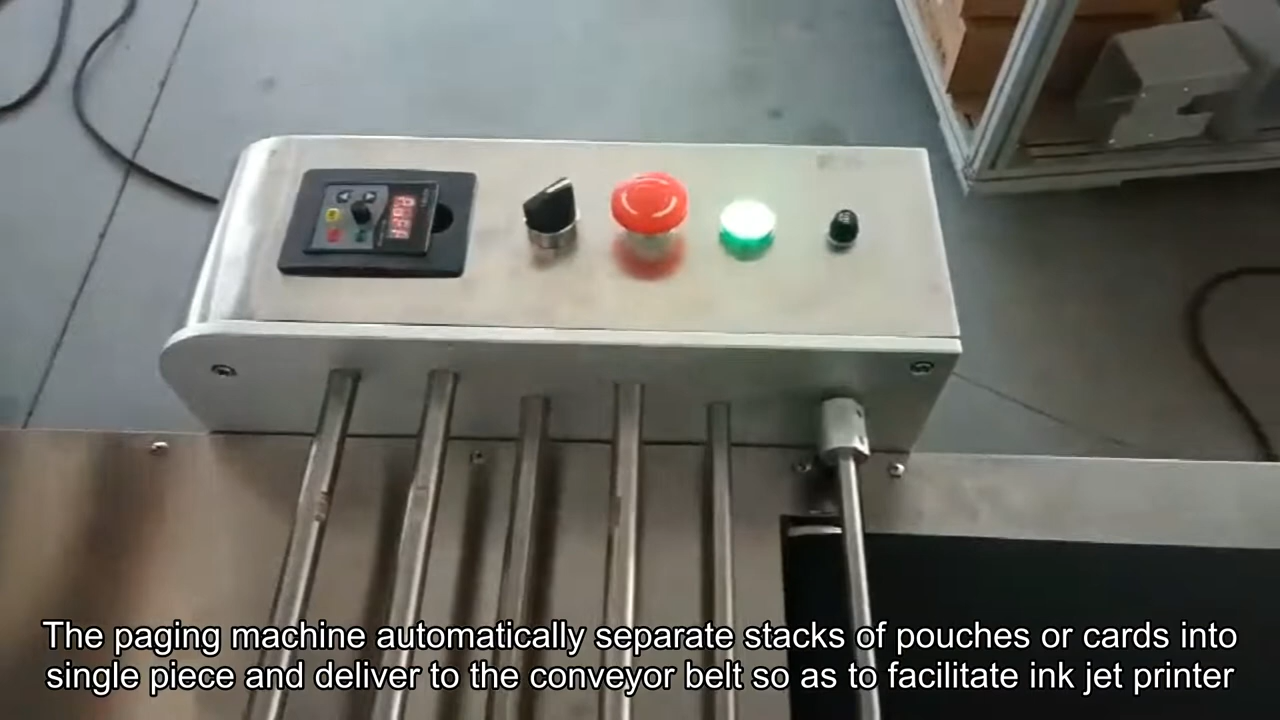 The paging machine automatically separate stacks of pouches or cards into
single piece and deliver to the conveyor belt so as to facilitate ink jet printer